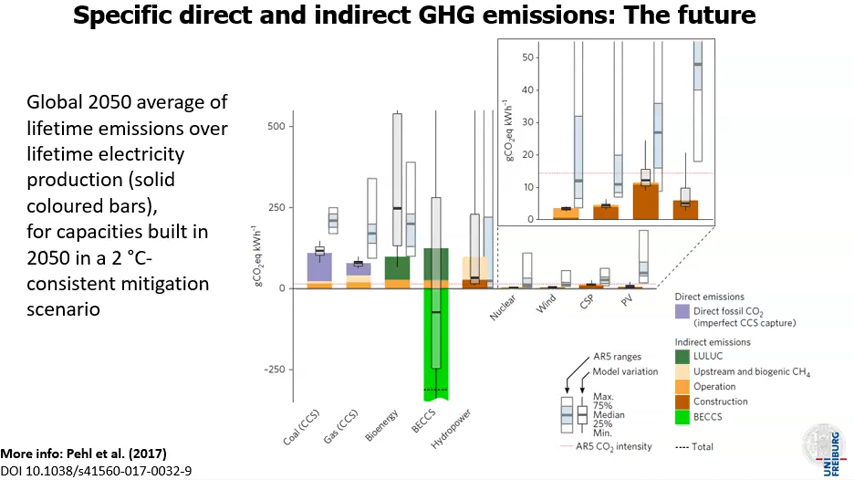 Specific direct and indirect GHG emissions: The future
Global 2050 average of
lifetime emissions over
lifetime electricity
production (solid
coloured bars),
for capacities built in
2050 in a 2 °C-
consistent mitigation
scenario
gCO2eq kWh-1
500
250
0
-250
Coal (CCS)
Gas (CCS)
Bioenergy
BECCS
Hydropower
Nuclear
Wind
CSP
PV
gCO2eq kWh-1
50
40
30
20
10
0
AR5 ranges
Model variation
Max.
75%
Median
25%
Min.
AR5 CO2 intensity
Direct emissions
Direct fossil CO2
(imperfect CCS capture)
Indirect emissions
LULUC
Upstream and biogenic CH4
Operation
Construction
BECCS
Total
More info: Pehl et al. (2017)
DOI 10.1038/s41560-017-0032-9
UNI
FREIBURG